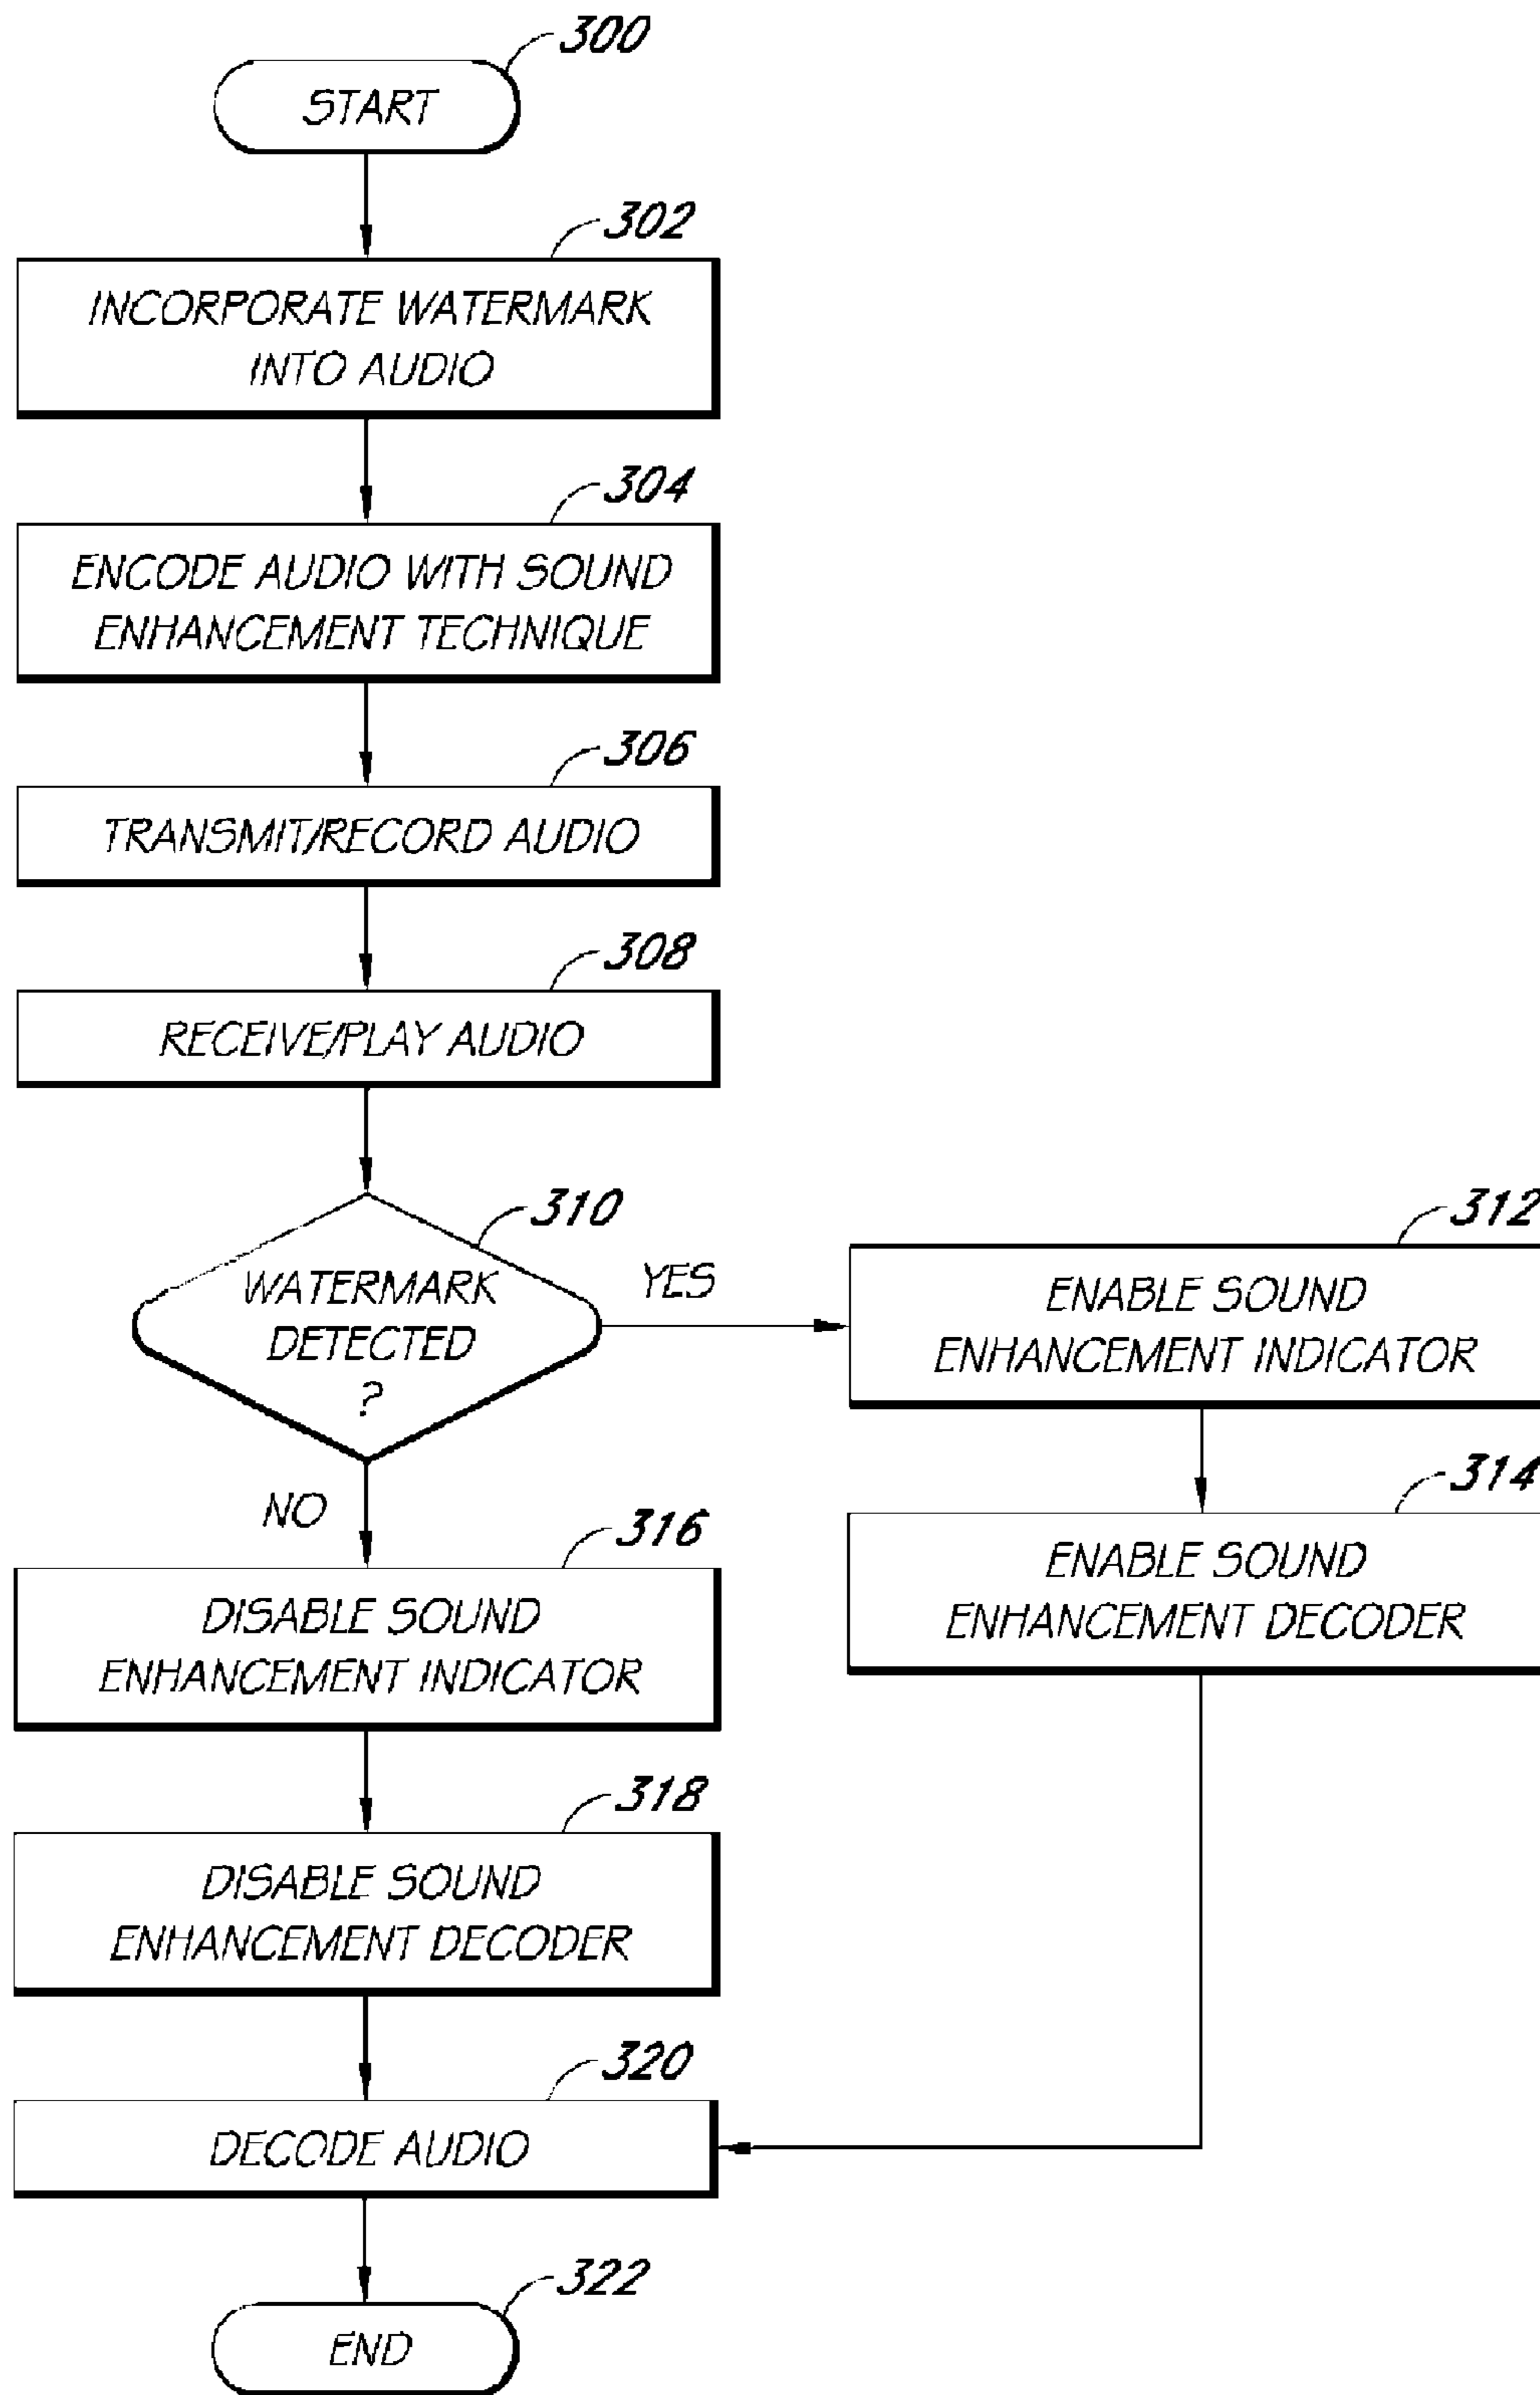 300
START
302
INCORPORATE WATERMARK
INTO AUDIO
304
ENCODE AUDIO WITH SOUND
ENHANCEMENT TECHNIQUE
306
TRANSMIT/RECORD AUDIO
308
RECEIVE/PLAY AUDIO
310
WATERMARK
DETECTED
?
YES
NO
312
ENABLE SOUND
ENHANCEMENT INDICATOR
314
ENABLE SOUND
ENHANCEMENT DECODER
316
DISABLE SOUND
ENHANCEMENT INDICATOR
318
DISABLE SOUND
ENHANCEMENT DECODER
320
DECODE AUDIO
322
END